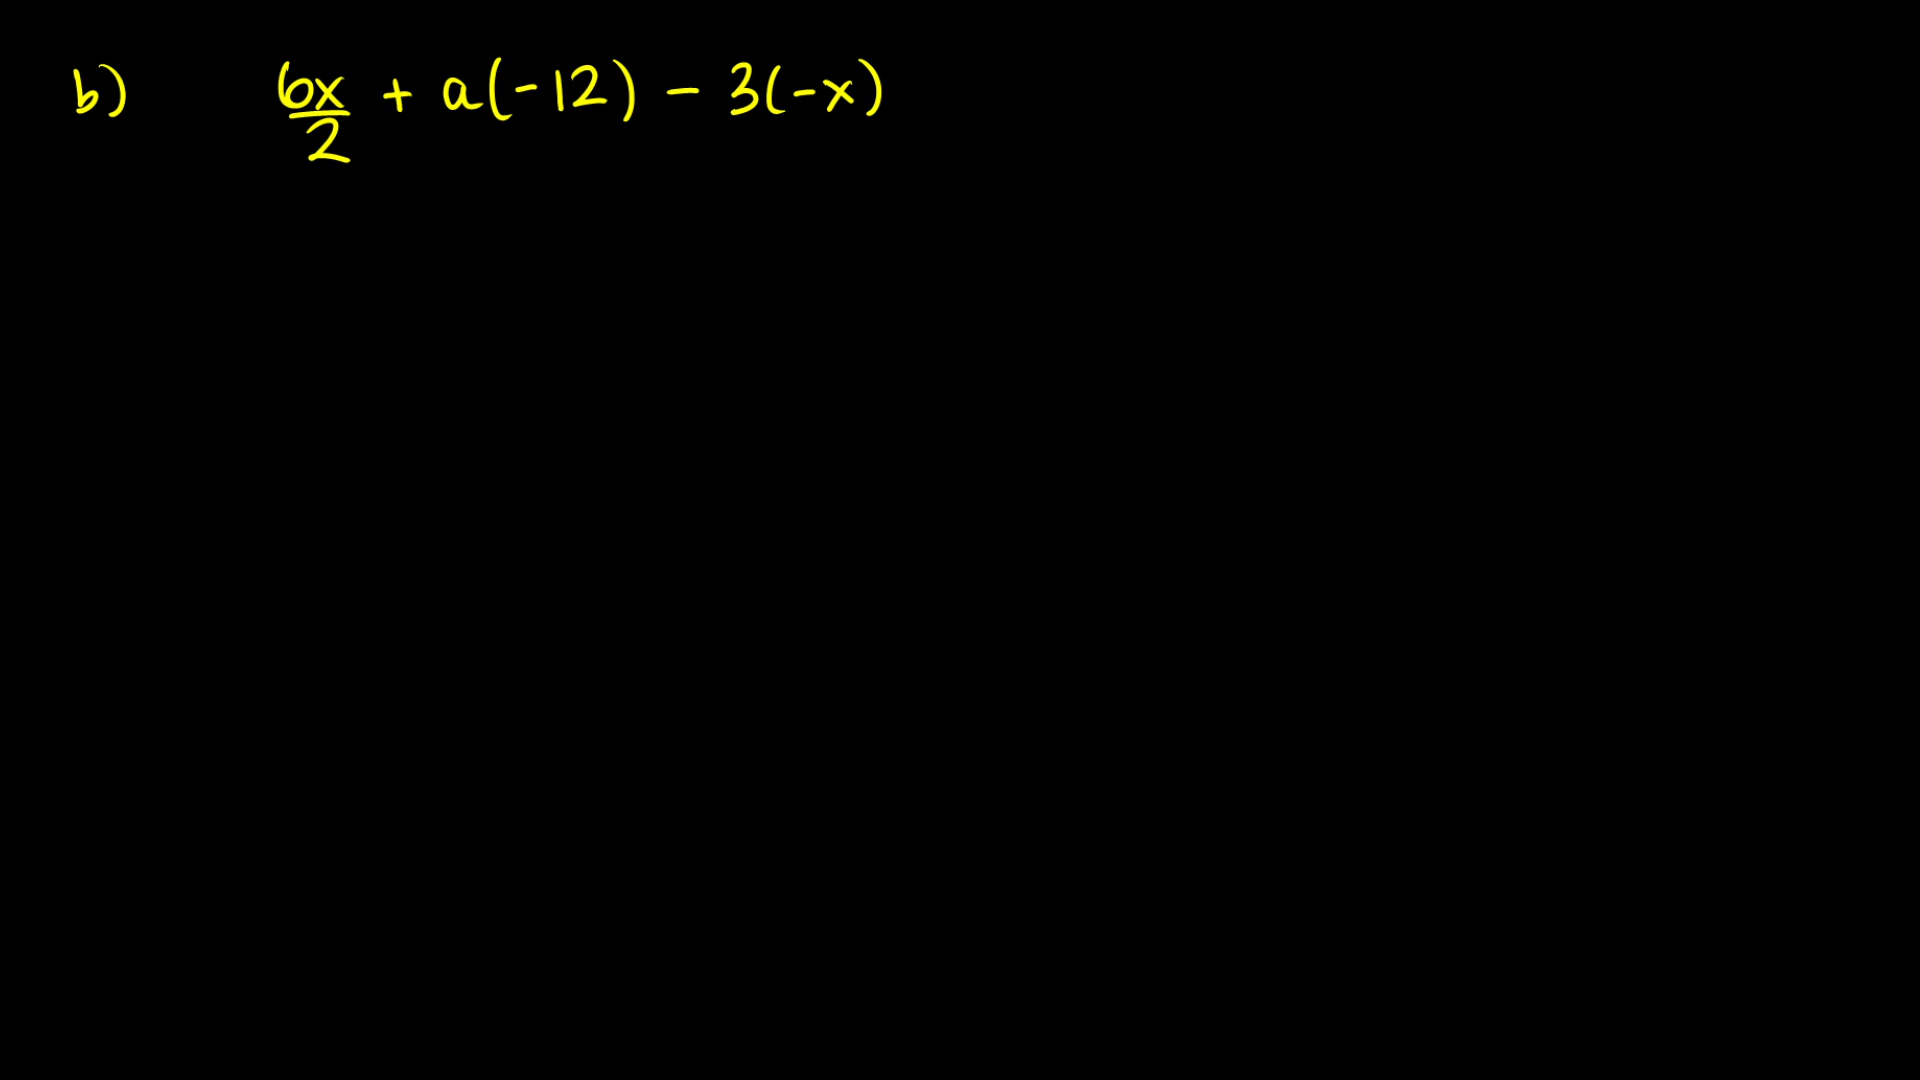 b) 6x/2 + a(-12) - 3(-x)